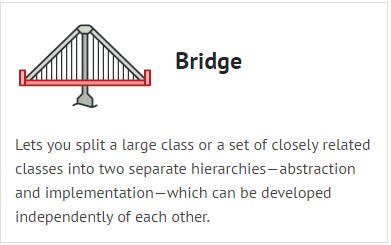 Bridge
Lets you split a large class or a set of closely related
classes into two separate hierarchies—abstraction
and implementation—which can be developed
independently of each other.